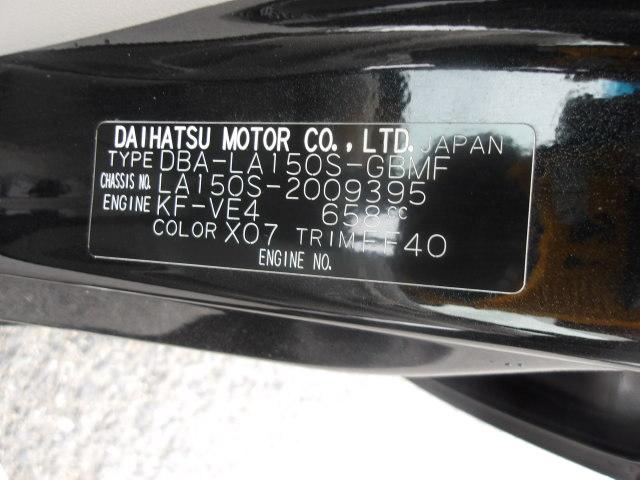 DAIHATSU MOTOR CO., LTD. JAPAN
TYPE DBA-LA150S-GBMF
CHASSIS NO. LA150S-2009395
ENGINE KF-VE4 658cc
COLOR X07 TRIM FF40
ENGINE NO.